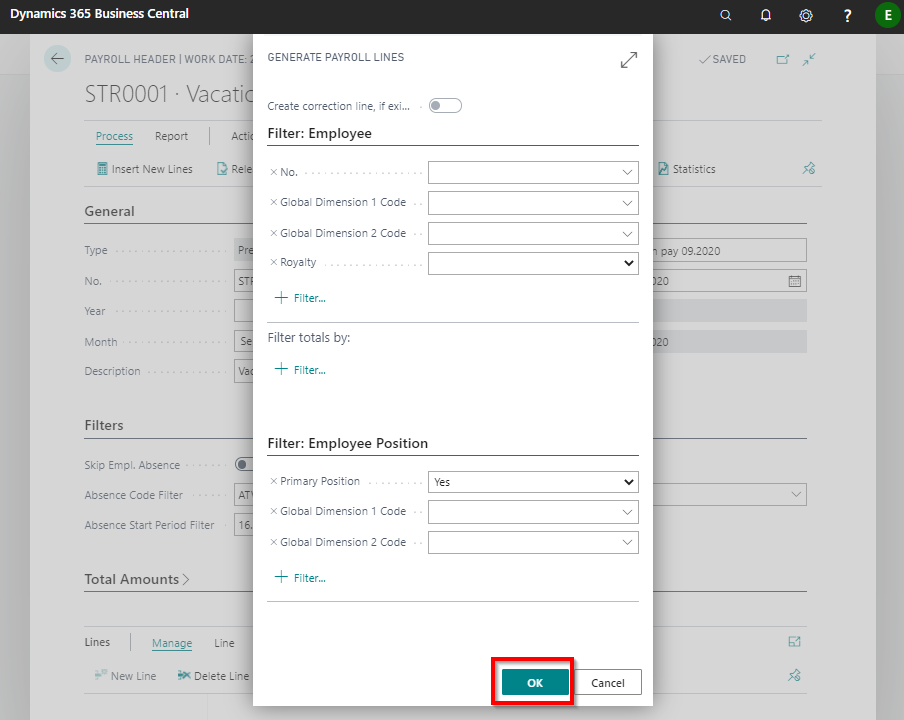 Dynamics 365 Business Central
?
E
PAYROLL HEADER | WORK DATE: 2
SAVED
STR0001 · Vacatio
Process
Report
Actio
Insert New Lines
Rele
Statistics
General
Type
Pre
n pay 09.2020
No.
STR
020
Year
Month
Se
020
Description
Vac
Filters
Skip Empl. Absence
Absence Code Filter
ATV
Absence Start Period Filter
16.
Total Amounts
Lines
Manage
Line
New Line
Delete Line
GENERATE PAYROLL LINES
Create correction line, if exi...
Filter: Employee
× No.
× Global Dimension 1 Code
× Global Dimension 2 Code
× Royalty
+ Filter...
Filter totals by:
+ Filter...
Filter: Employee Position
× Primary Position
Yes
× Global Dimension 1 Code
× Global Dimension 2 Code
+ Filter...
OK
Cancel